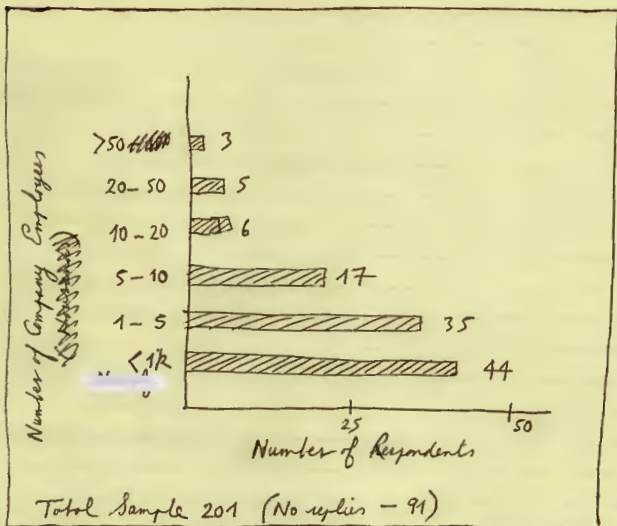 Number of Company Employees
>50 3
20-50 5
10-20 6
5-10 17
1-5 35
<1k 44
25 50
Number of Respondents
Total Sample 201 (No replies - 91)